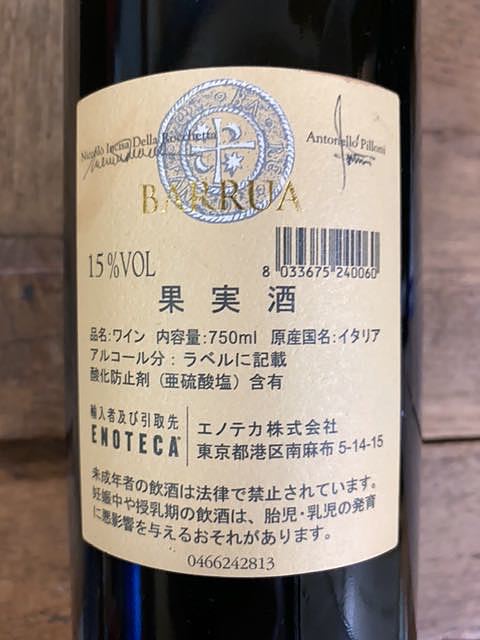 Nicolò Incisa Della Rocchetta
Antonello Pilloni
BARRUA
15%VOL
8 033675 240060
果実酒
品名:ワイン 内容量:750ml 原産国名:イタリア
アルコール分:ラベルに記載
酸化防止剤(亜硫酸塩)含有
輸入者及び引取先
ENOTECA
エノテカ株式会社
東京都港区南麻布 5-14-15
未成年者の飲酒は法律で禁止されています。
妊娠中や授乳期の飲酒は、胎児・乳児の発育
に悪影響を与えるおそれがあります。
0466242813